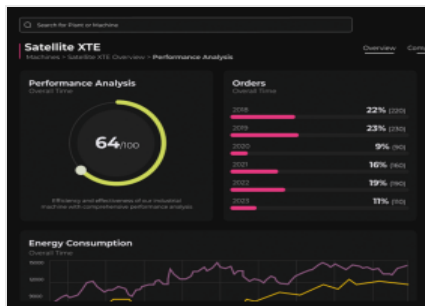 Search for Plant or Machine
Satellite XTE
Overview
Machines > Satellite XTE Overview > Performance Analysis
Performance Analysis
Overall Time
64/100
Efficiency and effectiveness of our industrial
machine with comprehensive performance analysis
Orders
Overall Time
2018 22% (220)
2019 23% (230)
2020 9% (90)
2021 16% (160)
2022 19% (190)
2023 11% (110)
Energy Consumption
Overall Time